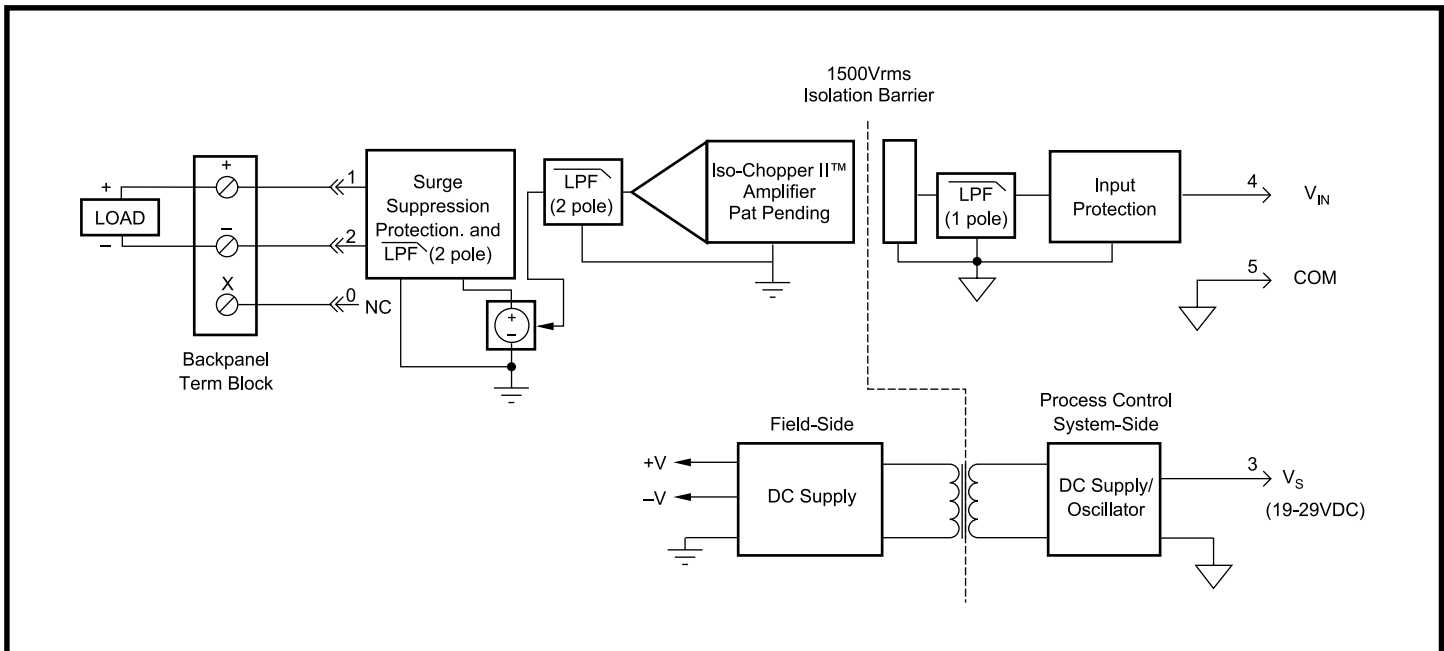 1500Vrms
Isolation Barrier
+
LOAD
–
+
–
X
Backpanel
Term Block
1
2
0
NC
Surge
Suppression
Protection. and
LPF (2 pole)
+
–
LPF
(2 pole)
Iso-Chopper II™
Amplifier
Pat Pending
LPF
(1 pole)
Input
Protection
4
VIN
5
COM
Field-Side
+V
–V
DC Supply
Process Control
System-Side
DC Supply/
Oscillator
3
VS
(19-29VDC)